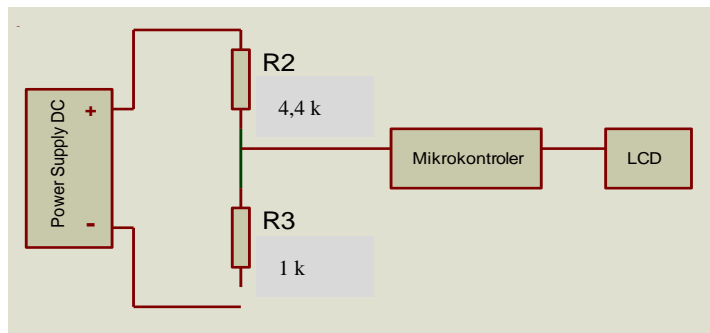 R2
4,4 k
Power Supply DC
+
-
Mikrokontroler
LCD
R3
1 k